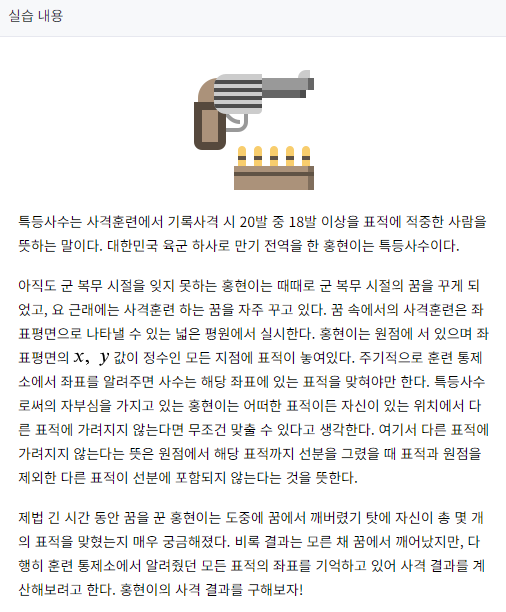 실습 내용
특등사수는 사격훈련에서 기록사격 시 20발 중 18발 이상을 표적에 적중한 사람을
뜻하는 말이다. 대한민국 육군 하사로 만기 전역을 한 홍현이는 특등사수이다.
아직도 군 복무 시절을 잊지 못하는 홍현이는 때때로 군 복무 시절의 꿈을 꾸게 되
었고, 요 근래에는 사격훈련 하는 꿈을 자주 꾸고 있다. 꿈 속에서의 사격훈련은 좌
표평면으로 나타낼 수 있는 넓은 평원에서 실시한다. 홍현이는 원점에 서 있으며 좌
표평면의 x, y 값이 정수인 모든 지점에 표적이 놓여있다. 주기적으로 훈련 통제
소에서 좌표를 알려주면 사수는 해당 좌표에 있는 표적을 맞혀야만 한다. 특등사수
로써의 자부심을 가지고 있는 홍현이는 어떠한 표적이든 자신이 있는 위치에서 다
른 표적에 가려지지 않는다면 무조건 맞출 수 있다고 생각한다. 여기서 다른 표적에
가려지지 않는다는 뜻은 원점에서 해당 표적까지 선분을 그렸을 때 표적과 원점을
제외한 다른 표적이 선분에 포함되지 않는다는 것을 뜻한다.
제법 긴 시간 동안 꿈을 꾼 홍현이는 도중에 꿈에서 깨버렸기 탓에 자신이 총 몇 개
의 표적을 맞혔는지 매우 궁금해졌다. 비록 결과는 모른 채 꿈에서 깨어났지만, 다
행히 훈련 통제소에서 알려줬던 모든 표적의 좌표를 기억하고 있어 사격 결과를 계
산해보려고 한다. 홍현이의 사격 결과를 구해보자!